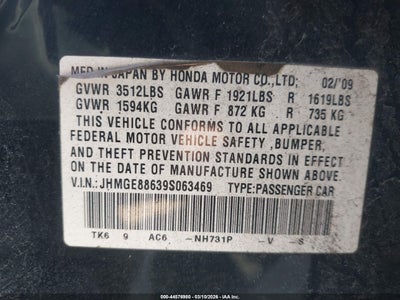 MFD IN JAPAN BY HONDA MOTOR CO.,LTD: 02/'09
GVWR 3512LBS GAWR F 1921LBS R 1619LBS
GVWR 1594KG GAWR F 872 KG R 735 KG
THIS VEHICLE CONFORMS TO ALL APPLICABLE
FEDERAL MOTOR VEHICLE SAFETY ,BUMPER,
AND THEFT PREVENTION STANDARDS IN EFFECT
ON THE DATE OF MANUFACTURE SHOWN ABOVE.
V.I.N.: JHMGE88639S063469 TYPE:PASSENGER CAR
TK6 9 AC6 -NH731P -V -S
000-44576980 | 03/10/2026 - IAA Inc.